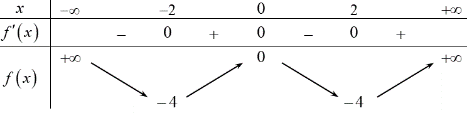 x −∞ −2 0 2 +∞
f′(x) − 0 + 0 − 0 +
+∞ 0 +∞
f(x)
−4 −4